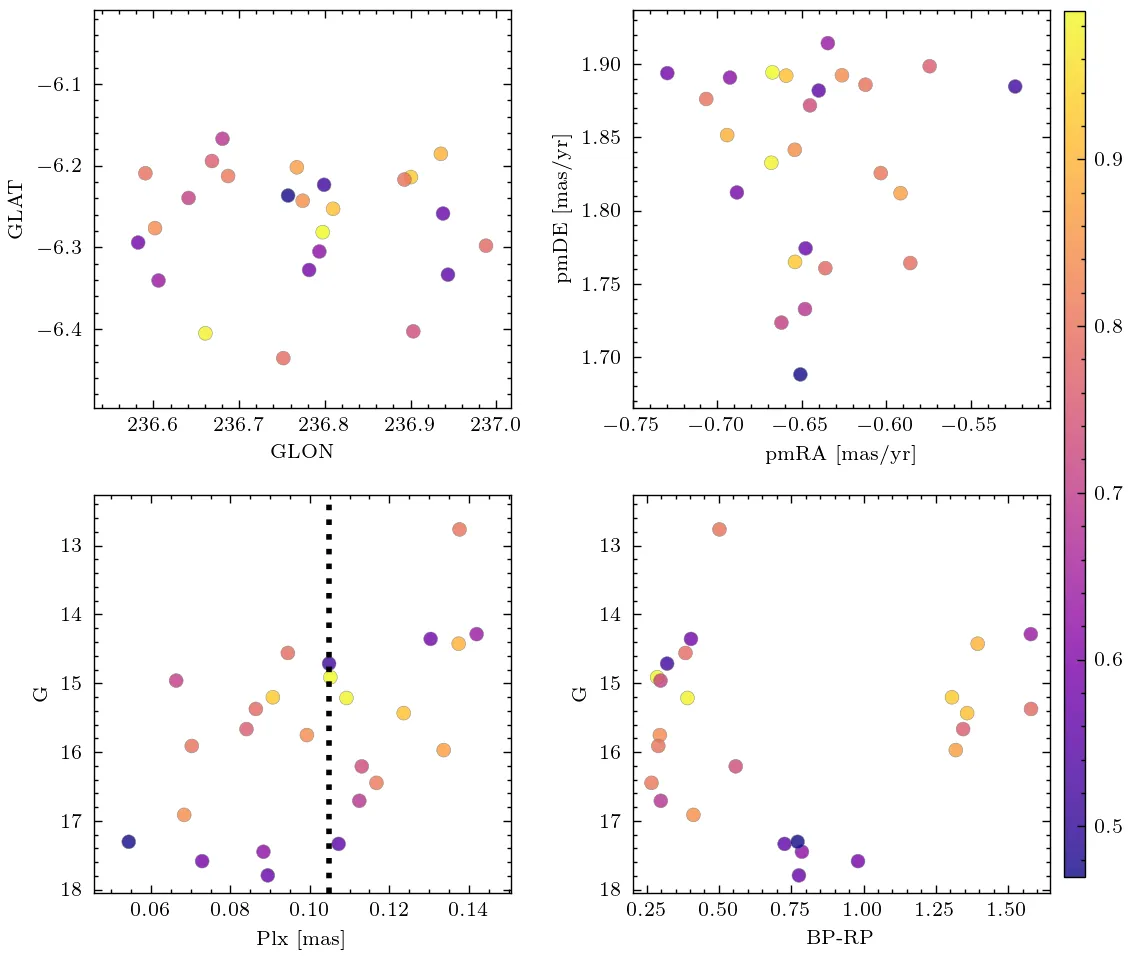 −6.1
−6.2
−6.3
−6.4
GLAT
236.6 236.7 236.8 236.9 237.0
GLON
1.90
1.85
1.80
1.75
1.70
pmDE [mas/yr]
−0.75 −0.70 −0.65 −0.60 −0.55
pmRA [mas/yr]
0.9
0.8
0.7
0.6
0.5
13
14
15
16
17
18
G
0.06 0.08 0.10 0.12 0.14
Plx [mas]
13
14
15
16
17
18
G
0.25 0.50 0.75 1.00 1.25 1.50
BP-RP